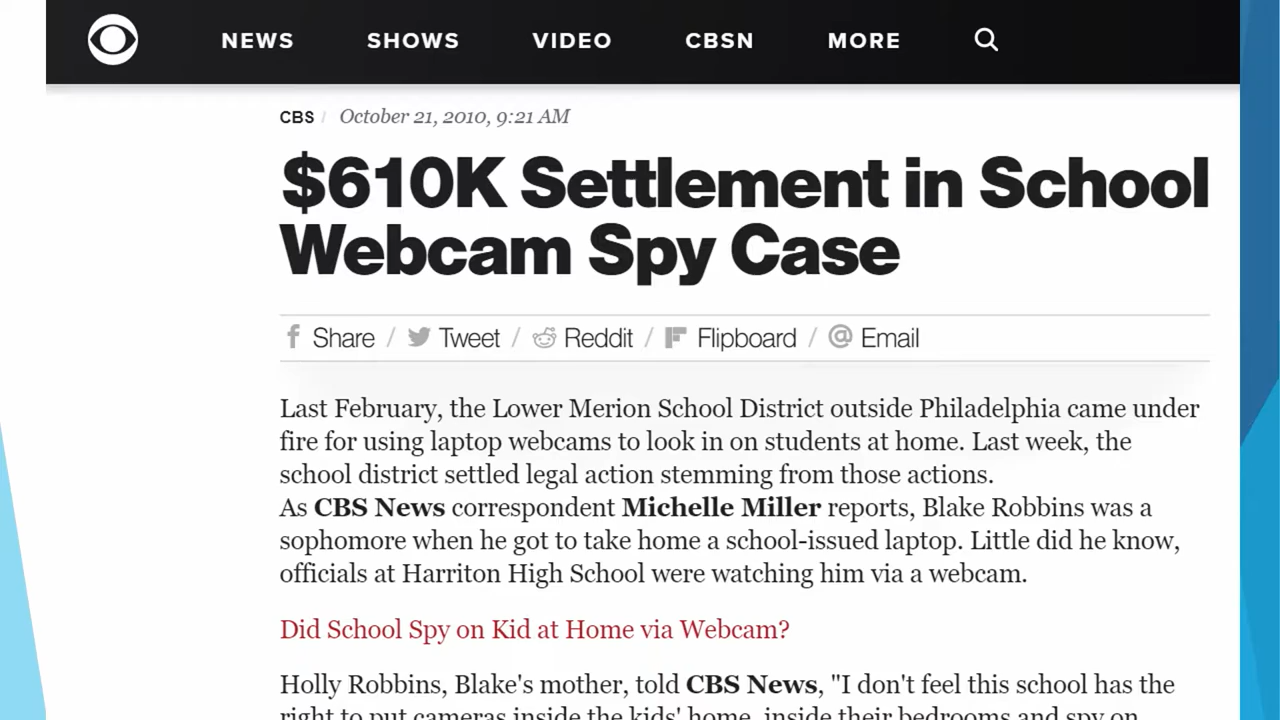 NEWS SHOWS VIDEO CBSN MORE
CBS / October 21, 2010, 9:21 AM
$610K Settlement in School
Webcam Spy Case
f Share / Tweet / Reddit / Flipboard / @ Email
Last February, the Lower Merion School District outside Philadelphia came under
fire for using laptop webcams to look in on students at home. Last week, the
school district settled legal action stemming from those actions.
As CBS News correspondent Michelle Miller reports, Blake Robbins was a
sophomore when he got to take home a school-issued laptop. Little did he know,
officials at Harriton High School were watching him via a webcam.
Did School Spy on Kid at Home via Webcam?
Holly Robbins, Blake's mother, told CBS News, "I don't feel this school has the
right to put cameras inside the kids' home, inside their bedrooms and spy on